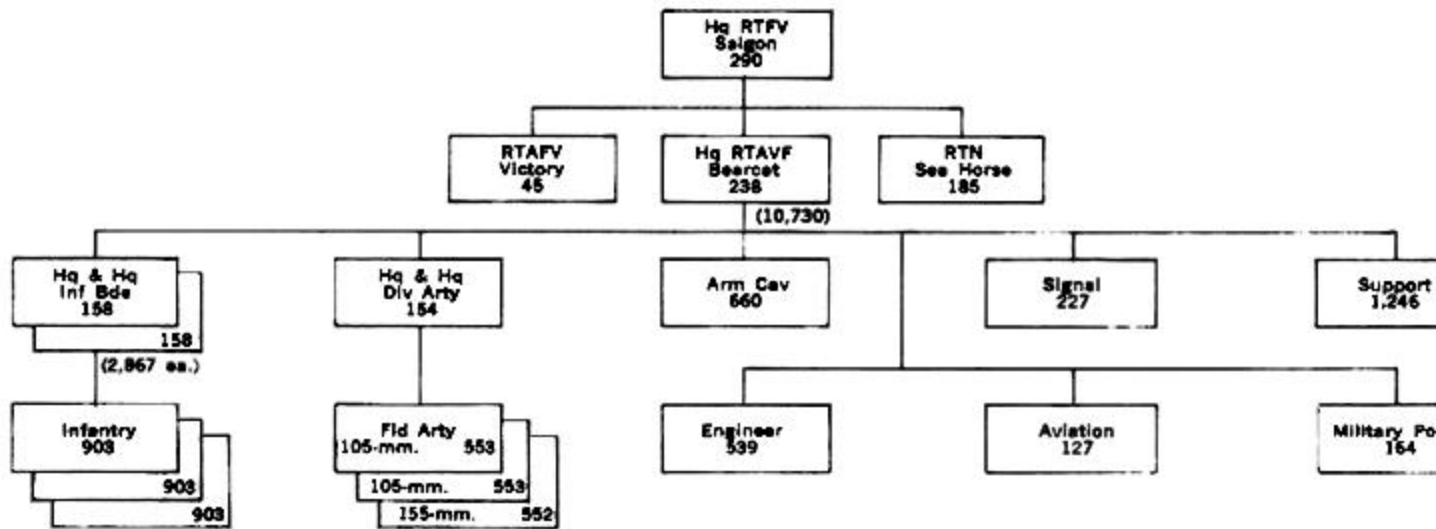 Hq RTFV
Saigon
290
RTAFV
Victory
45
Hq RTAVF
Bearcat
238
RTN
Sea Horse
185
(10,730)
Hq & Hq
Inf Bde
158
158
(2,867 ea.)
Hq & Hq
Div Arty
154
Arm Cav
660
Signal
227
Support
1,246
Infantry
903
903
903
Fld Arty
105-mm. 553
105-mm. 553
155-mm. 552
Engineer
539
Aviation
127
Military Po
164